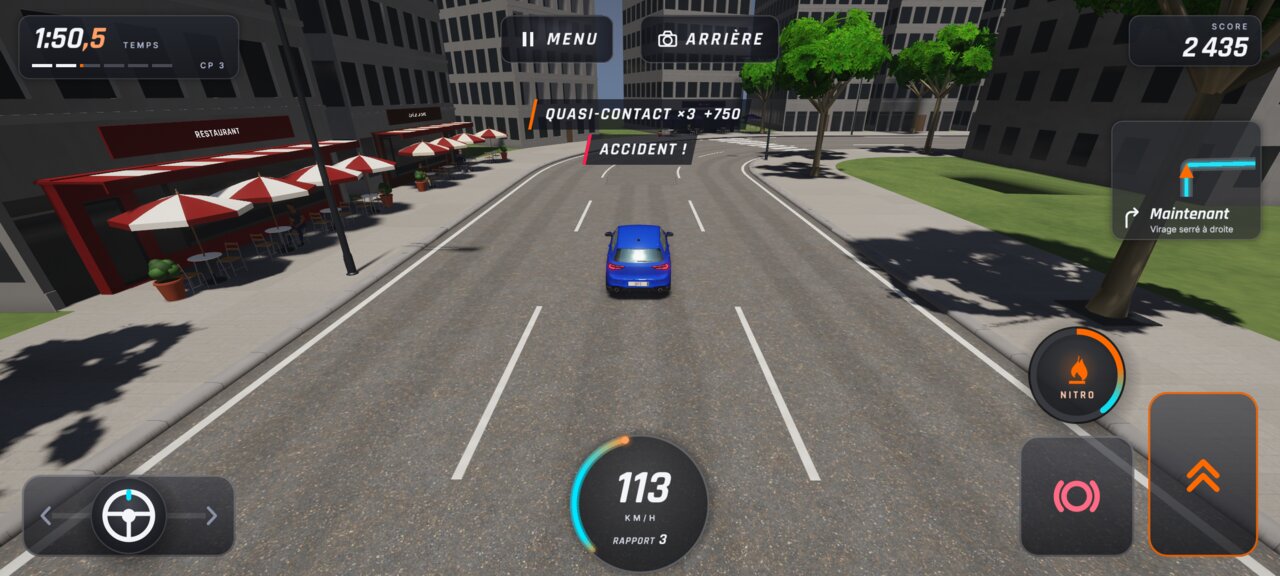 1:50,5 TEMPS
CP 3
MENU
ARRIÈRE
SCORE
2 435
QUASI-CONTACT ×3 +750
ACCIDENT !
RESTAURANT
Maintenant
Virage serré à droite
NITRO
113
KM/H
RAPPORT 3